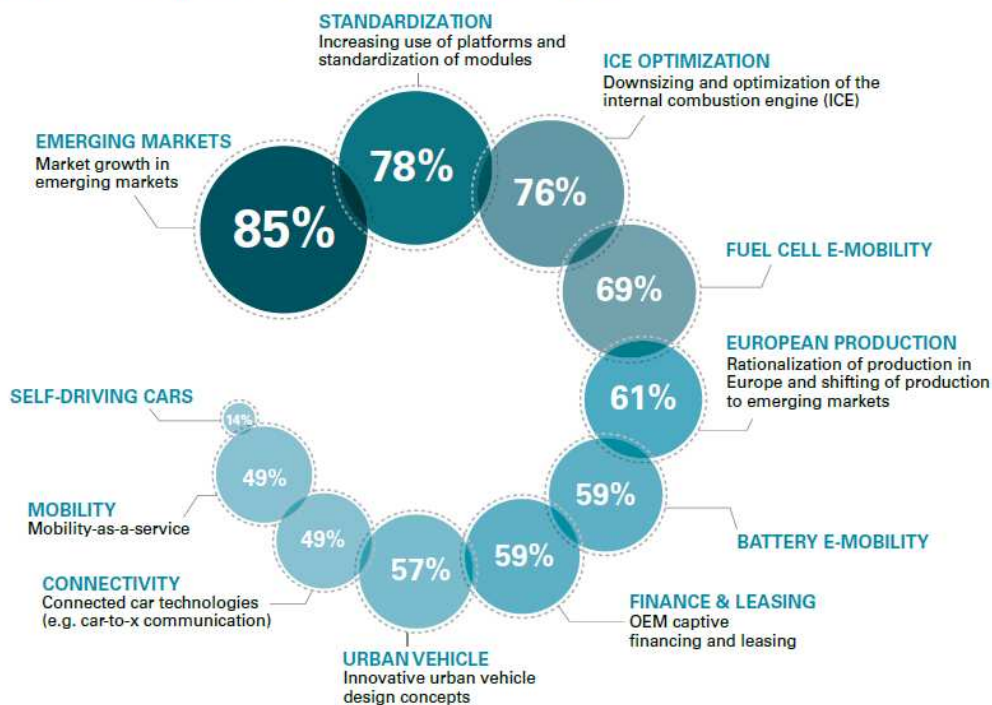 STANDARDIZATION
Increasing use of platforms and
standardization of modules
ICE OPTIMIZATION
Downsizing and optimization of the
internal combustion engine (ICE)
EMERGING MARKETS
Market growth in
emerging markets
78%
76%
85%
FUEL CELL E-MOBILITY
69%
EUROPEAN PRODUCTION
Rationalization of production in
Europe and shifting of production
to emerging markets
61%
SELF-DRIVING CARS
14%
49%
59%
MOBILITY
Mobility-as-a-service
49%
57%
59%
BATTERY E-MOBILITY
CONNECTIVITY
Connected car technologies
(e.g. car-to-x communication)
FINANCE & LEASING
OEM captive
financing and leasing
URBAN VEHICLE
Innovative urban vehicle
design concepts